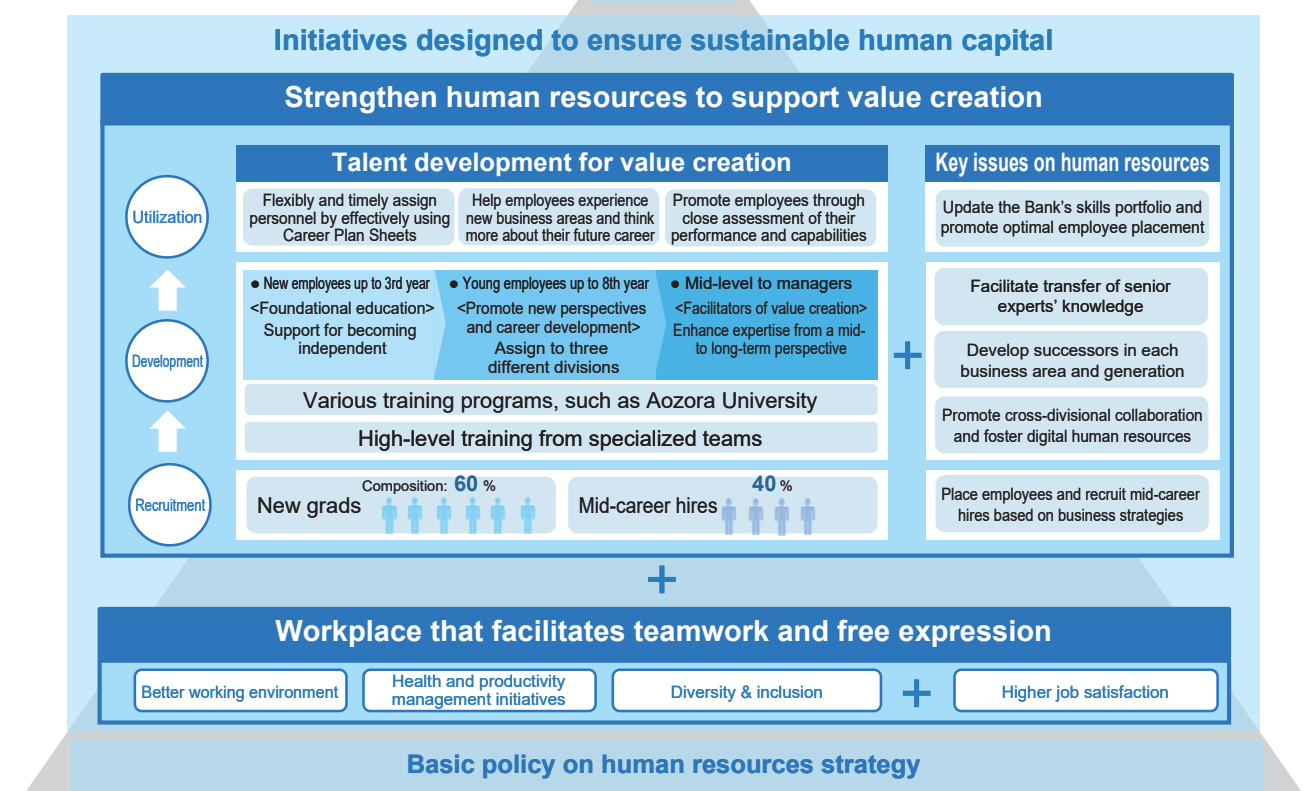 Initiatives designed to ensure sustainable human capital
Strengthen human resources to support value creation
Talent development for value creation
Key issues on human resources
Utilization
Flexibly and timely assign
personnel by effectively using
Career Plan Sheets
Help employees experience
new business areas and think
more about their future career
Promote employees through
close assessment of their
performance and capabilities
Update the Bank’s skills portfolio and
promote optimal employee placement
Development
● New employees up to 3rd year
<Foundational education>
Support for becoming
independent
● Young employees up to 8th year
<Promote new perspectives
and career development>
Assign to three
different divisions
● Mid-level to managers
<Facilitators of value creation>
Enhance expertise from a mid-
to long-term perspective
Various training programs, such as Aozora University
High-level training from specialized teams
+
Facilitate transfer of senior
experts’ knowledge
Develop successors in each
business area and generation
Promote cross-divisional collaboration
and foster digital human resources
Recruitment
New grads
Composition: 60 %
Mid-career hires
40 %
Place employees and recruit mid-career
hires based on business strategies
+
Workplace that facilitates teamwork and free expression
Better working environment
Health and productivity
management initiatives
Diversity & inclusion
+
Higher job satisfaction
Basic policy on human resources strategy